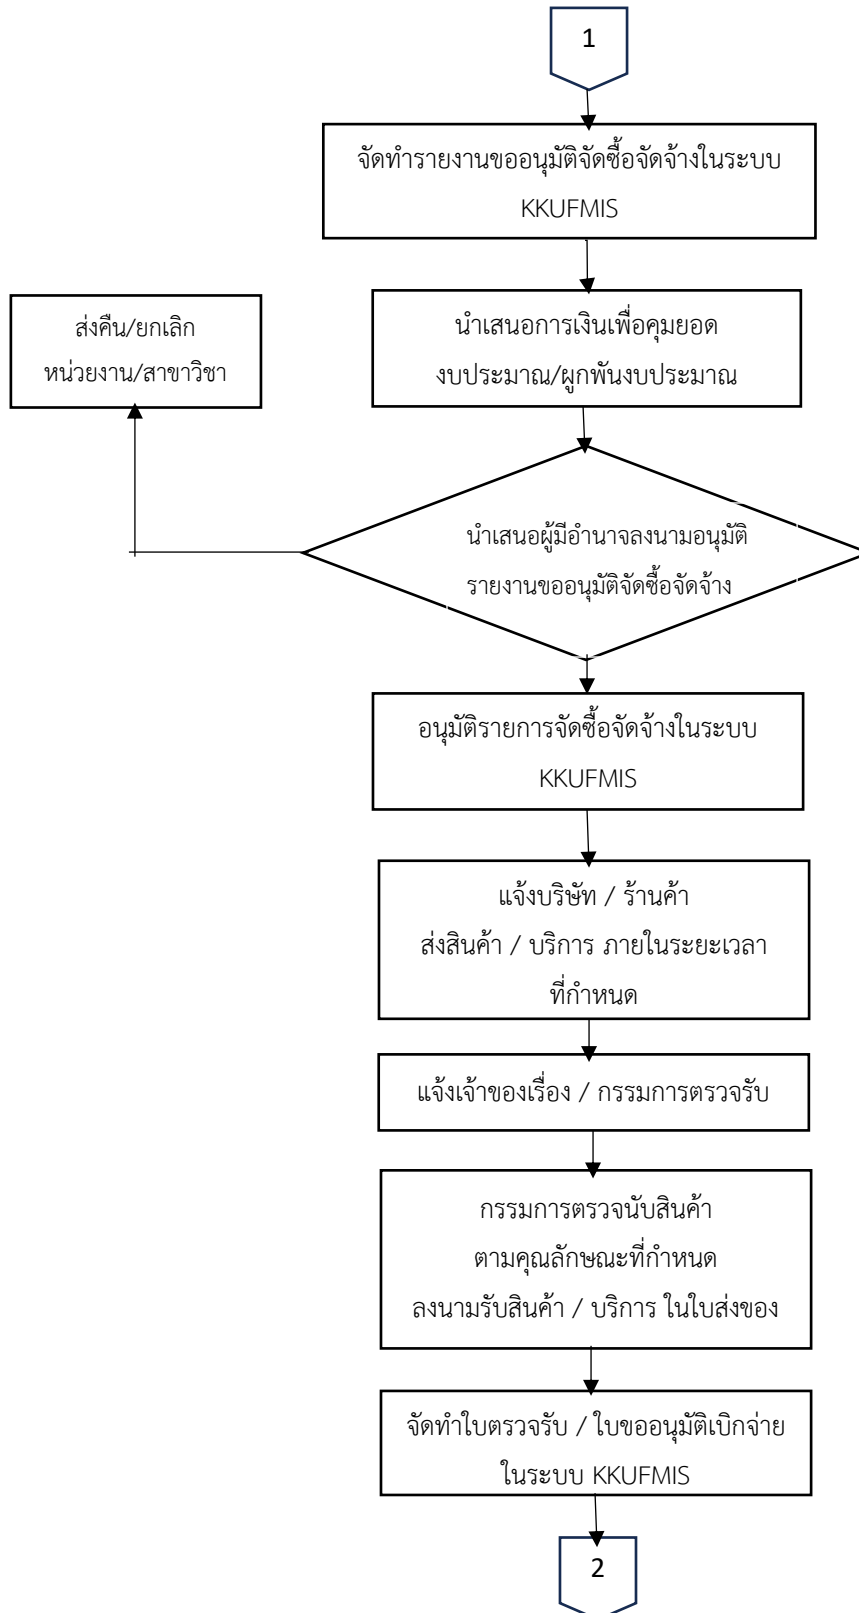 1
จัดทำรายงานขออนุมัติจัดซื้อจัดจ้างในระบบ
KKUFMIS
นำเสนอการเงินเพื่อคุมยอด
งบประมาณ/ผูกพันงบประมาณ
ส่งคืน/ยกเลิก
หน่วยงาน/สาขาวิชา
นำเสนอผู้มีอำนาจลงนามอนุมัติ
รายงานขออนุมัติจัดซื้อจัดจ้าง
อนุมัติรายการจัดซื้อจัดจ้างในระบบ
KKUFMIS
แจ้งบริษัท / ร้านค้า
ส่งสินค้า / บริการ ภายในระยะเวลา
ที่กำหนด
แจ้งเจ้าของเรื่อง / กรรมการตรวจรับ
กรรมการตรวจนับสินค้า
ตามคุณลักษณะที่กำหนด
ลงนามรับสินค้า / บริการ ในใบส่งของ
จัดทำใบตรวจรับ / ใบขออนุมัติเบิกจ่าย
ในระบบ KKUFMIS
2